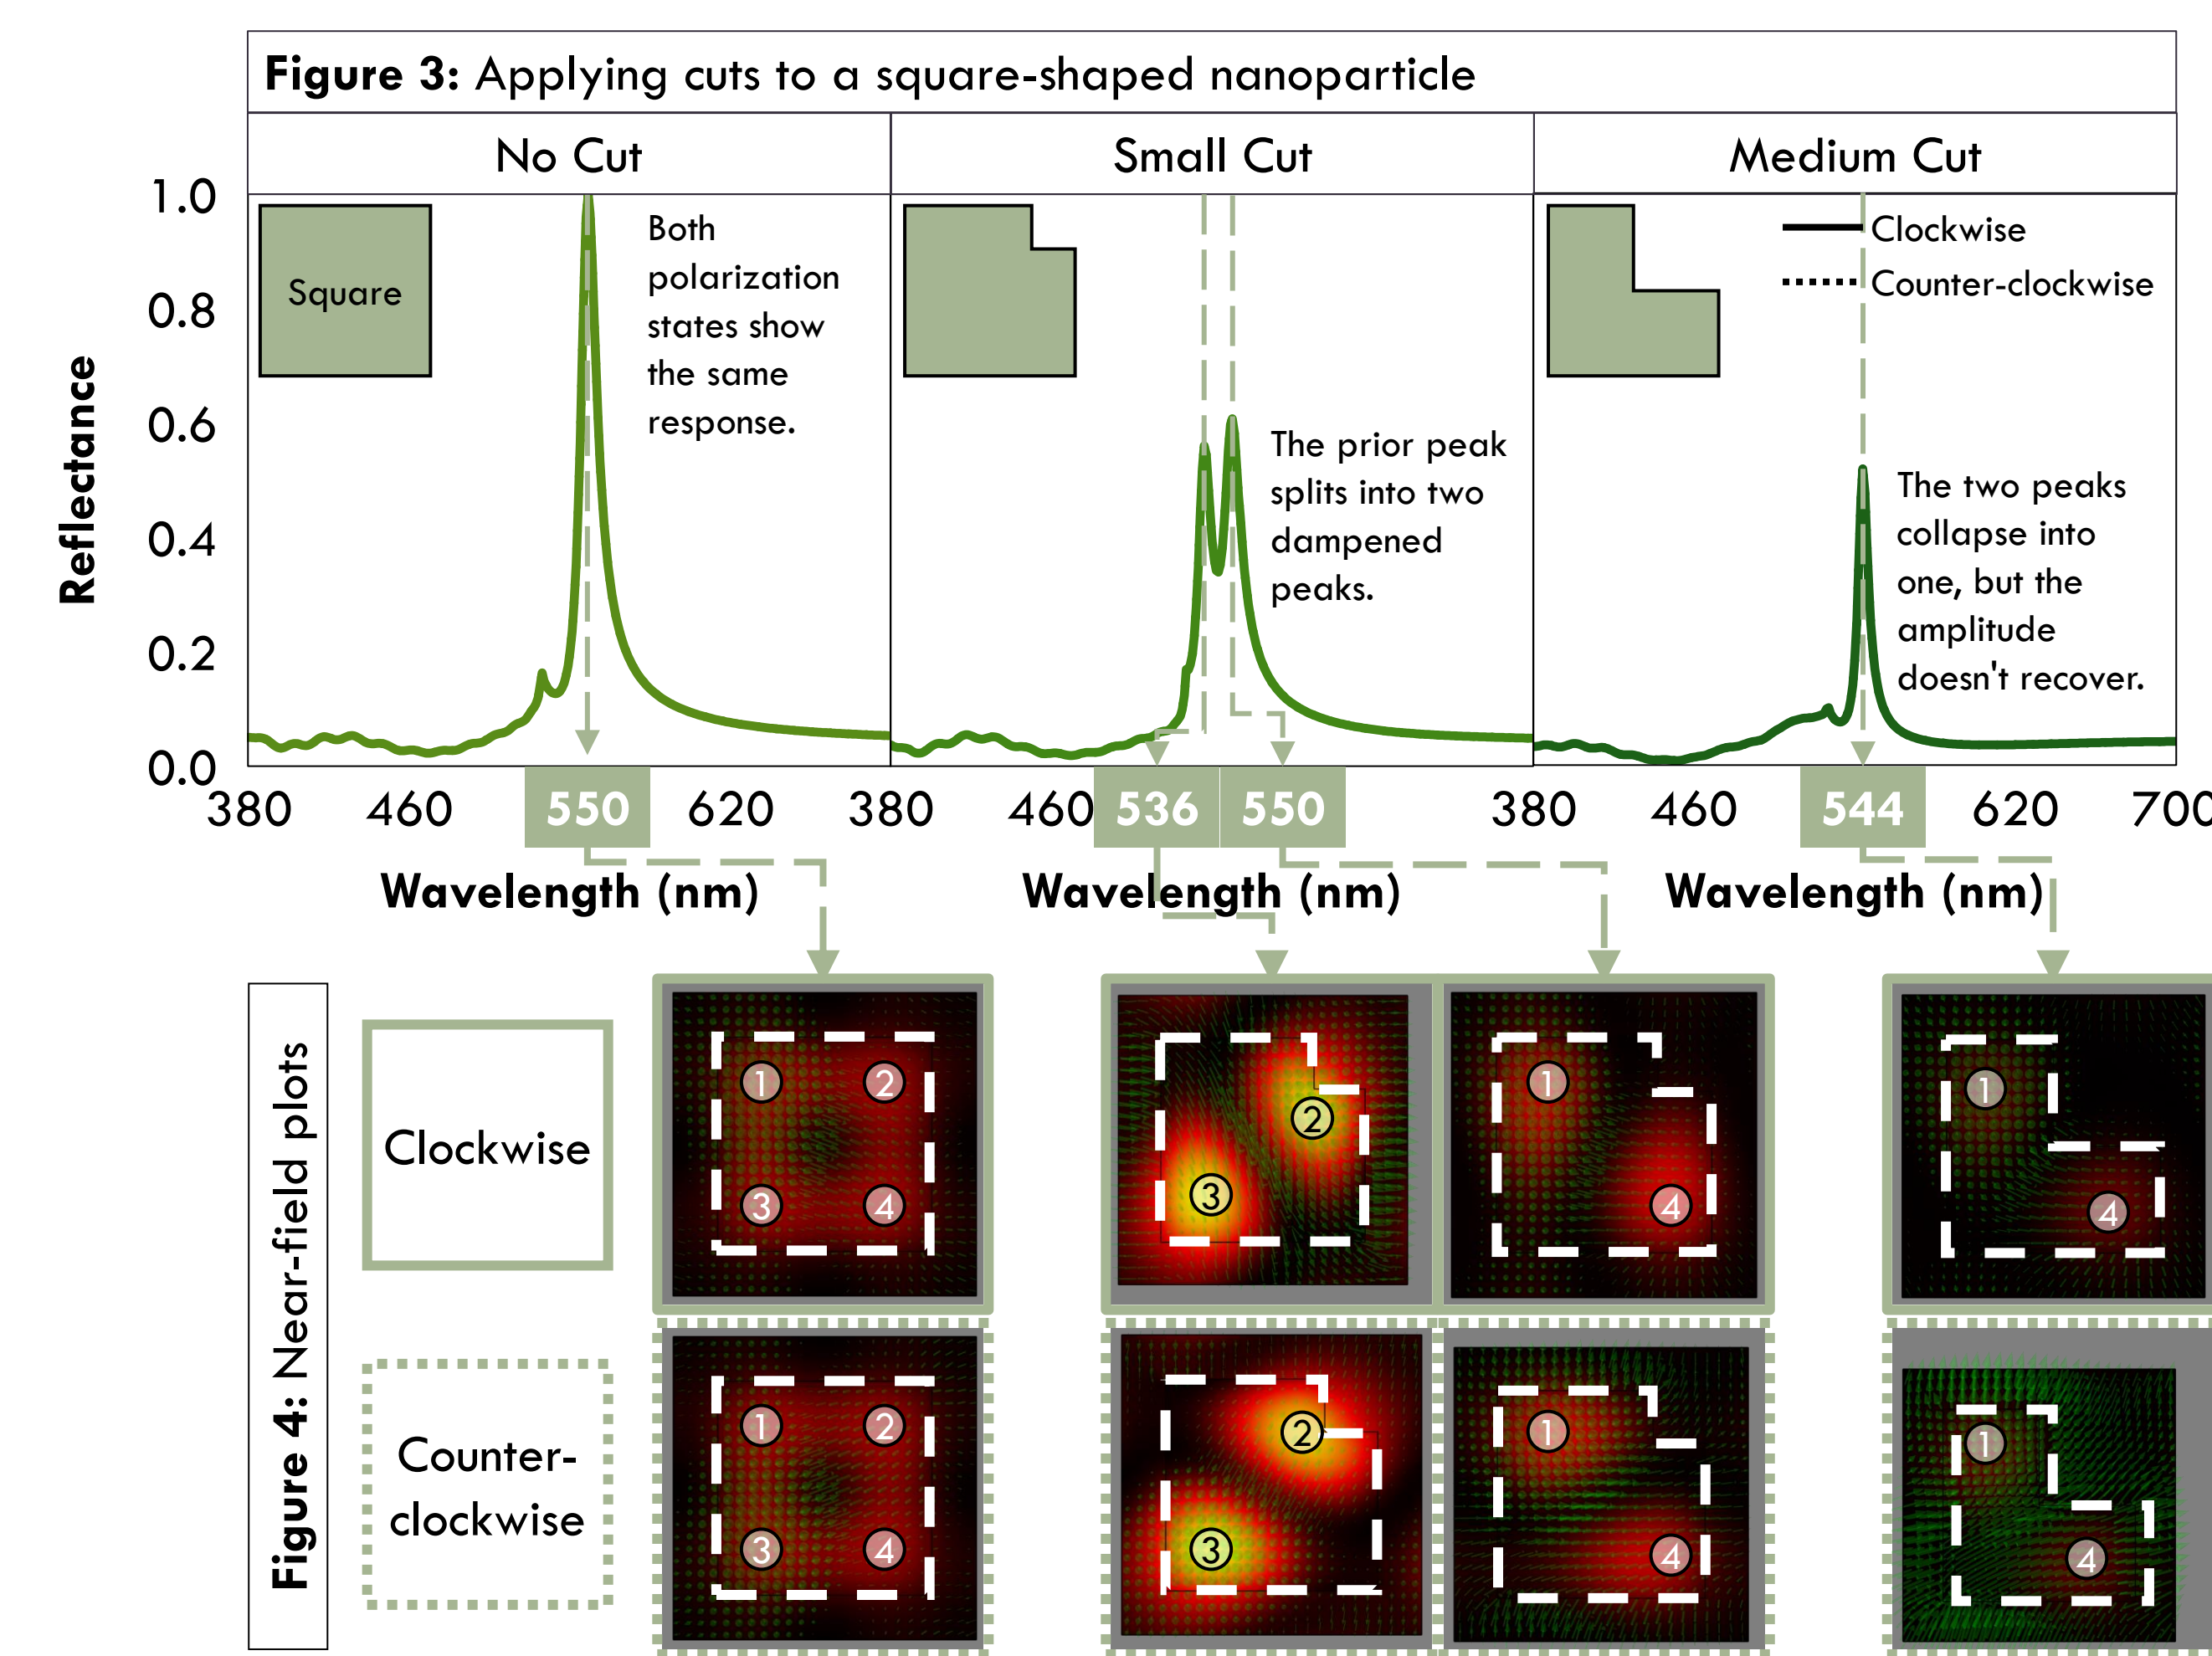 Figure 3: Applying cuts to a square-shaped nanoparticle
No Cut
Small Cut
Medium Cut
Reflectance
1.0
0.8
0.6
0.4
0.2
0.0
Square
Both
polarization
states show
the same
response.
The prior peak
splits into two
dampened
peaks.
Clockwise
Counter-clockwise
The two peaks
collapse into
one, but the
amplitude
doesn't recover.
380 460 550 620 380 460 536 550 380 460 544 620 700
Wavelength (nm) Wavelength (nm) Wavelength (nm)
Figure 4: Near-field plots
Clockwise
1 2
3 4
2
3
1
4
1
4
Counter-
clockwise
1 2
3 4
2
3
1
4
1
4